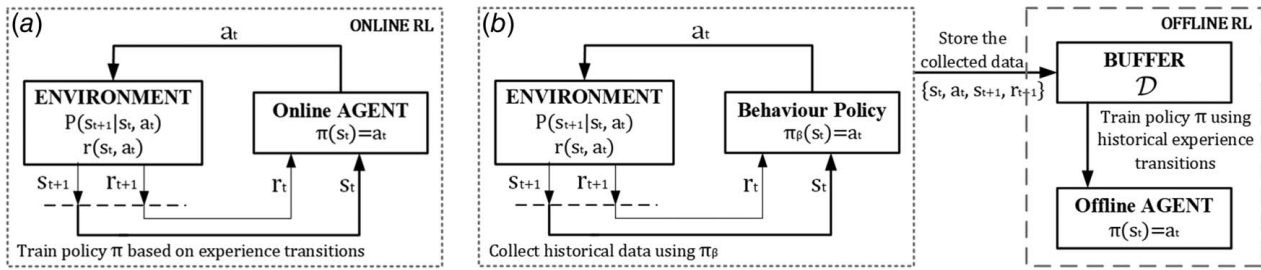 (a)
ONLINE RL
aₜ
ENVIRONMENT
P(sₜ₊₁|sₜ, aₜ)
r(sₜ, aₜ)
Online AGENT
π(sₜ)=aₜ
sₜ₊₁
rₜ₊₁
rₜ
sₜ
Train policy π based on experience transitions
(b)
aₜ
ENVIRONMENT
P(sₜ₊₁|sₜ, aₜ)
r(sₜ, aₜ)
Behaviour Policy
πᵦ(sₜ)=aₜ
sₜ₊₁
rₜ₊₁
rₜ
sₜ
Collect historical data using πᵦ
Store the
collected data
{sₜ, aₜ, sₜ₊₁, rₜ₊₁}
OFFLINE RL
BUFFER
𝒟
Train policy π using
historical experience
transitions
Offline AGENT
π(sₜ)=aₜ